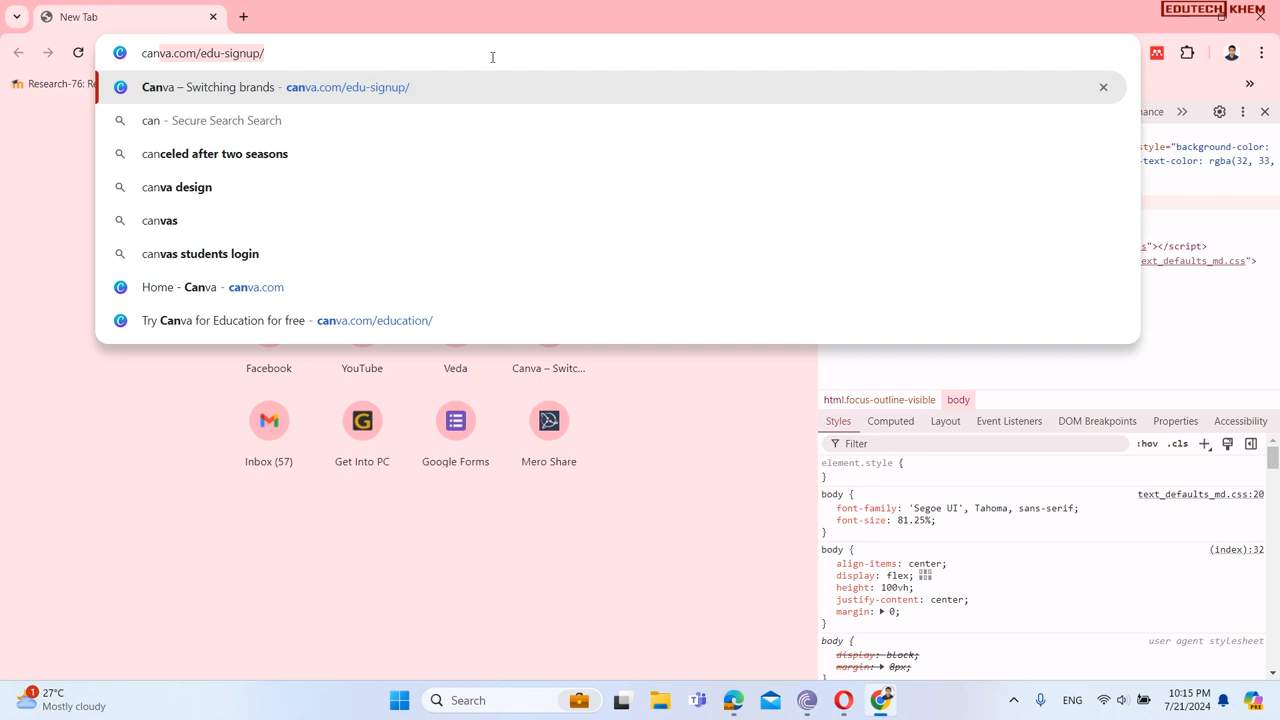 EDUTECH KHEM
New Tab
canva.com/edu-signup/
Canva – Switching brands - canva.com/edu-signup/
can - Secure Search Search
canceled after two seasons
canva design
canvas
canvas students login
Home - Canva - canva.com
Try Canva for Education for free - canva.com/education/
Research-76.pdf
Facebook
YouTube
Veda
Canva – Switc...
Inbox (57)
Get Into PC
Google Forms
Mero Share
style="background-color:
-text-color: rgba(32, 33,
"></script>
text_defaults_md.css">
html.focus-outline-visible body
Styles Computed Layout Event Listeners DOM Breakpoints Properties Accessibility
Filter :hov .cls
element.style {
}
body { text_defaults_md.css:20
font-family: 'Segoe UI', Tahoma, sans-serif;
font-size: 81.25%;
}
body { (index):32
align-items: center;
display: flex;
height: 100vh;
justify-content: center;
margin: 0;
}
body { user agent stylesheet
display: block;
margin: 8px;
1
27°C
Mostly cloudy
Search
ENG
10:15 PM
7/21/2024
PRE